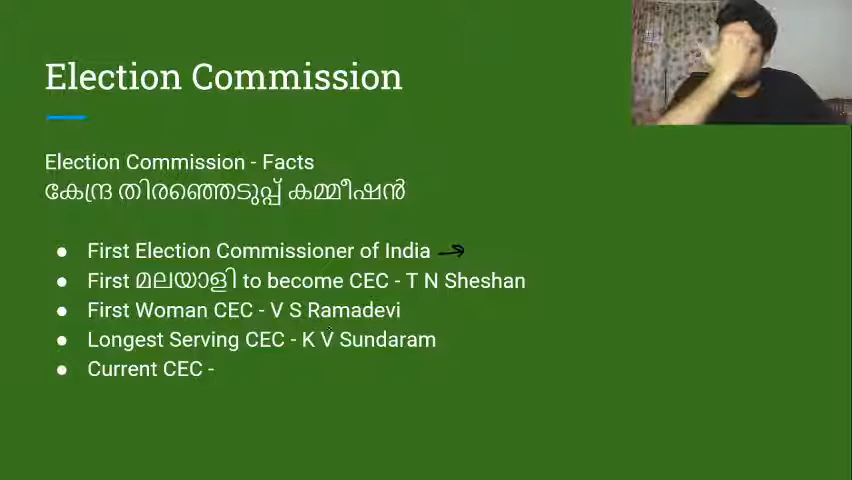 Election Commission
Election Commission - Facts
കേന്ദ്ര തിരഞ്ഞെടുപ്പ് കമ്മീഷൻ
● First Election Commissioner of India →
● First മലയാളി to become CEC - T N Sheshan
● First Woman CEC - V S Ramadevi
● Longest Serving CEC - K V Sundaram
● Current CEC -